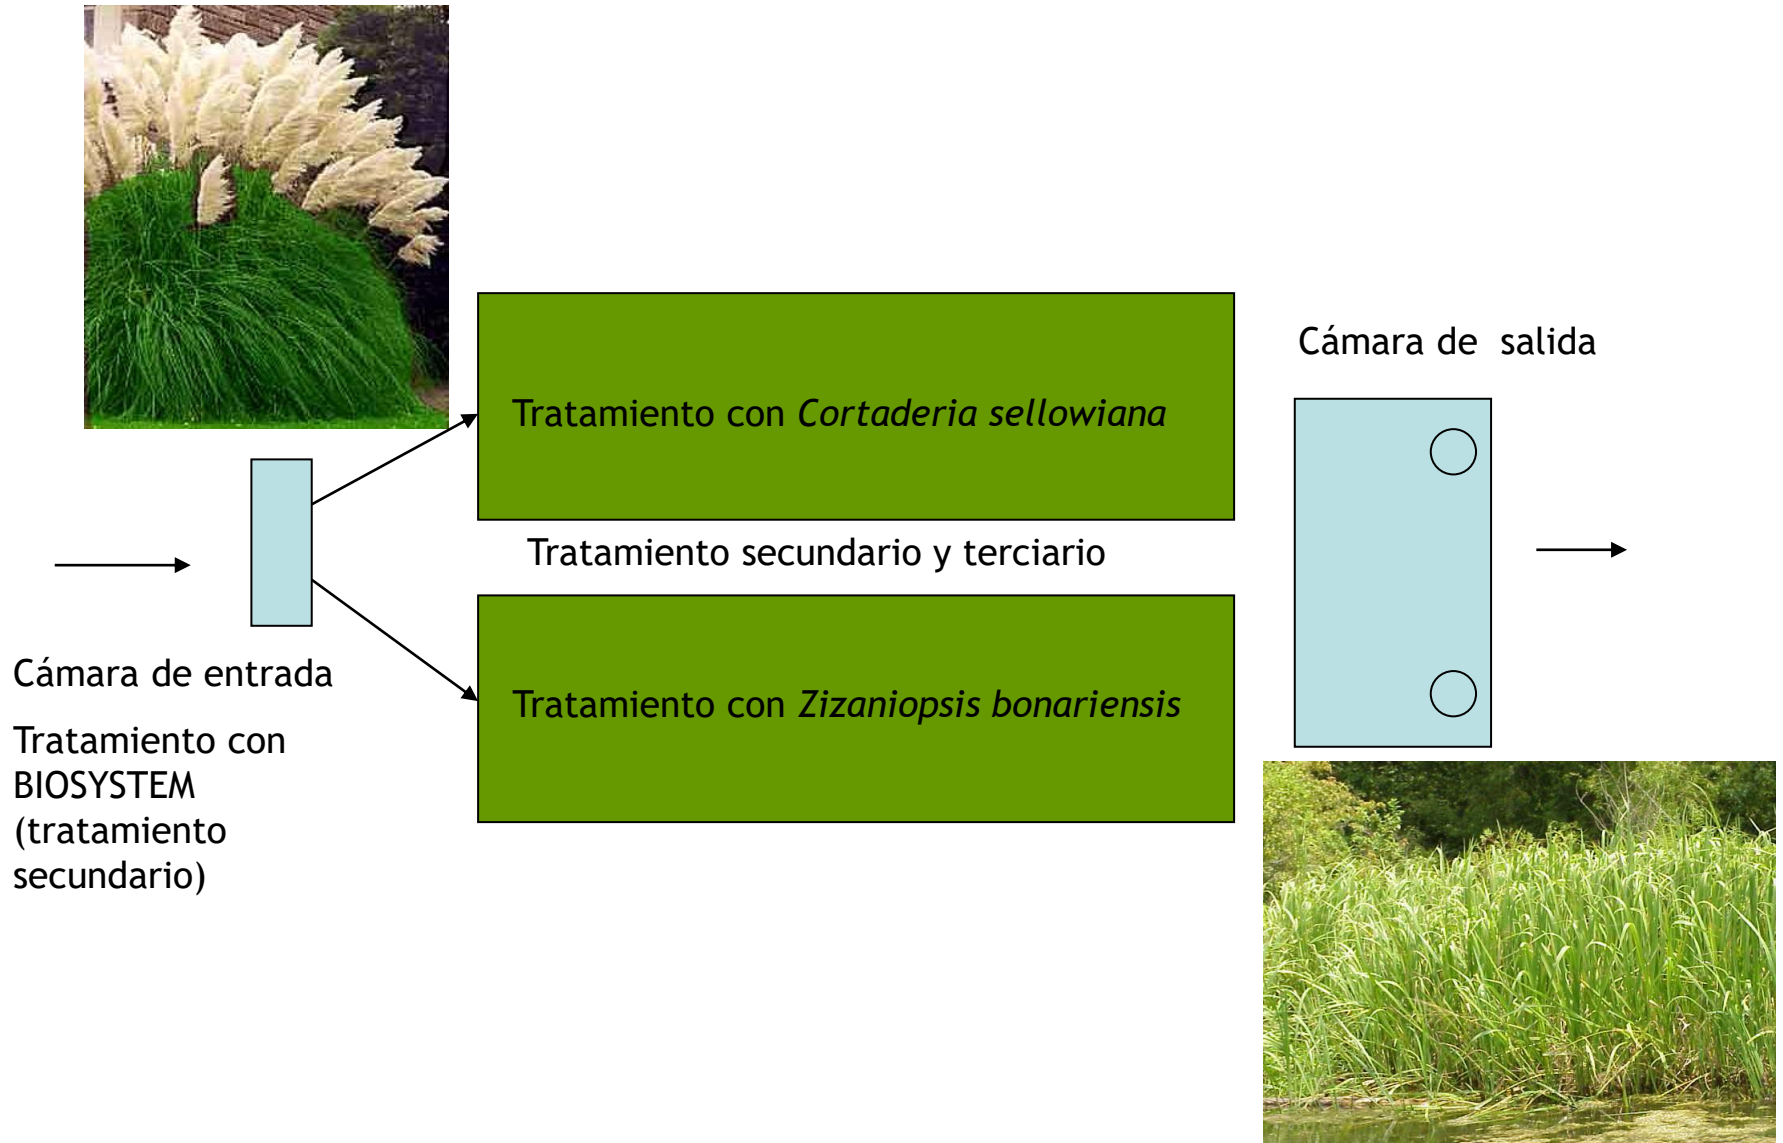 Tratamiento con Cortaderia sellowiana
Cámara de salida
Tratamiento secundario y terciario
Cámara de entrada
Tratamiento con Zizaniopsis bonariensis
Tratamiento con
BIOSYSTEM
(tratamiento
secundario)